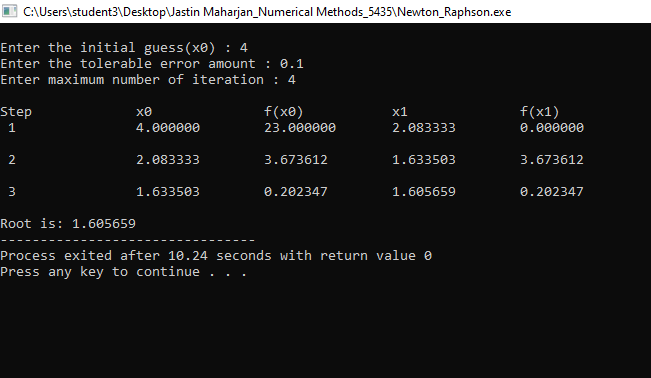 C:\Users\student3\Desktop\Jastin Maharjan_Numerical Methods_5435\Newton_Raphson.exe
Enter the initial guess(x0) : 4
Enter the tolerable error amount : 0.1
Enter maximum number of iteration : 4
Step x0 f(x0) x1 f(x1)
1 4.000000 23.000000 2.083333 0.000000
2 2.083333 3.673612 1.633503 3.673612
3 1.633503 0.202347 1.605659 0.202347
Root is: 1.605659
--------------------------------
Process exited after 10.24 seconds with return value 0
Press any key to continue . . .